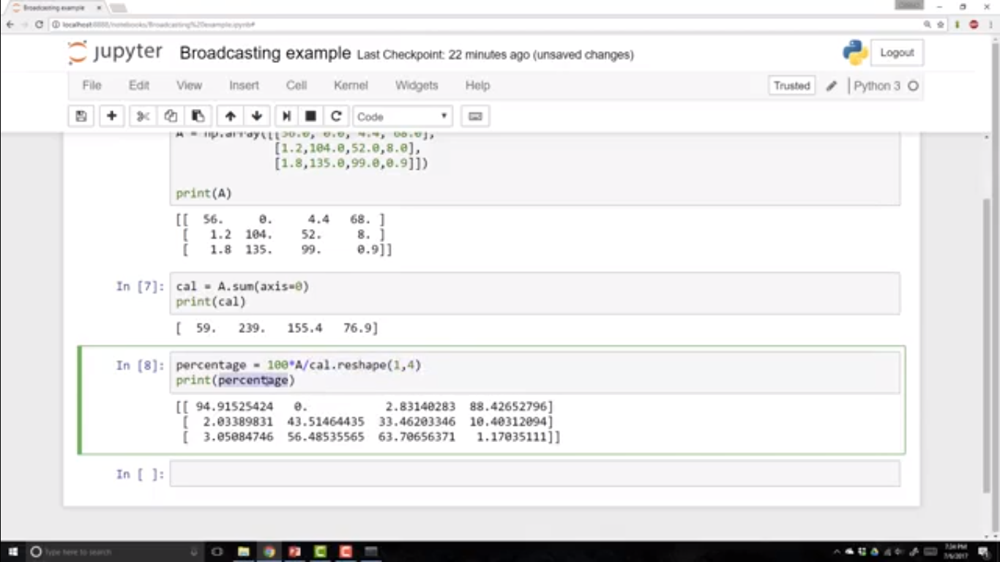 Broadcasting example
localhost:8888/notebooks/Broadcasting%20example.ipynb#
jupyter Broadcasting example Last Checkpoint: 22 minutes ago (unsaved changes)
Logout
File Edit View Insert Cell Kernel Widgets Help
Trusted
Python 3
Code
A = np.array([[56.0, 0.0, 4.4, 68.0],
[1.2,104.0,52.0,8.0],
[1.8,135.0,99.0,0.9]])
print(A)
[[ 56. 0. 4.4 68. ]
[ 1.2 104. 52. 8. ]
[ 1.8 135. 99. 0.9]]
In [7]: cal = A.sum(axis=0)
print(cal)
[ 59. 239. 155.4 76.9]
In [8]: percentage = 100*A/cal.reshape(1,4)
print(percentage)
[[ 94.91525424 0. 2.83140283 88.42652796]
[ 2.03389831 43.51464435 33.46203346 10.40312094]
[ 3.05084746 56.48535565 63.70656371 1.17035111]]
In [ ]:
Type here to search
7:34 PM
7/6/2017